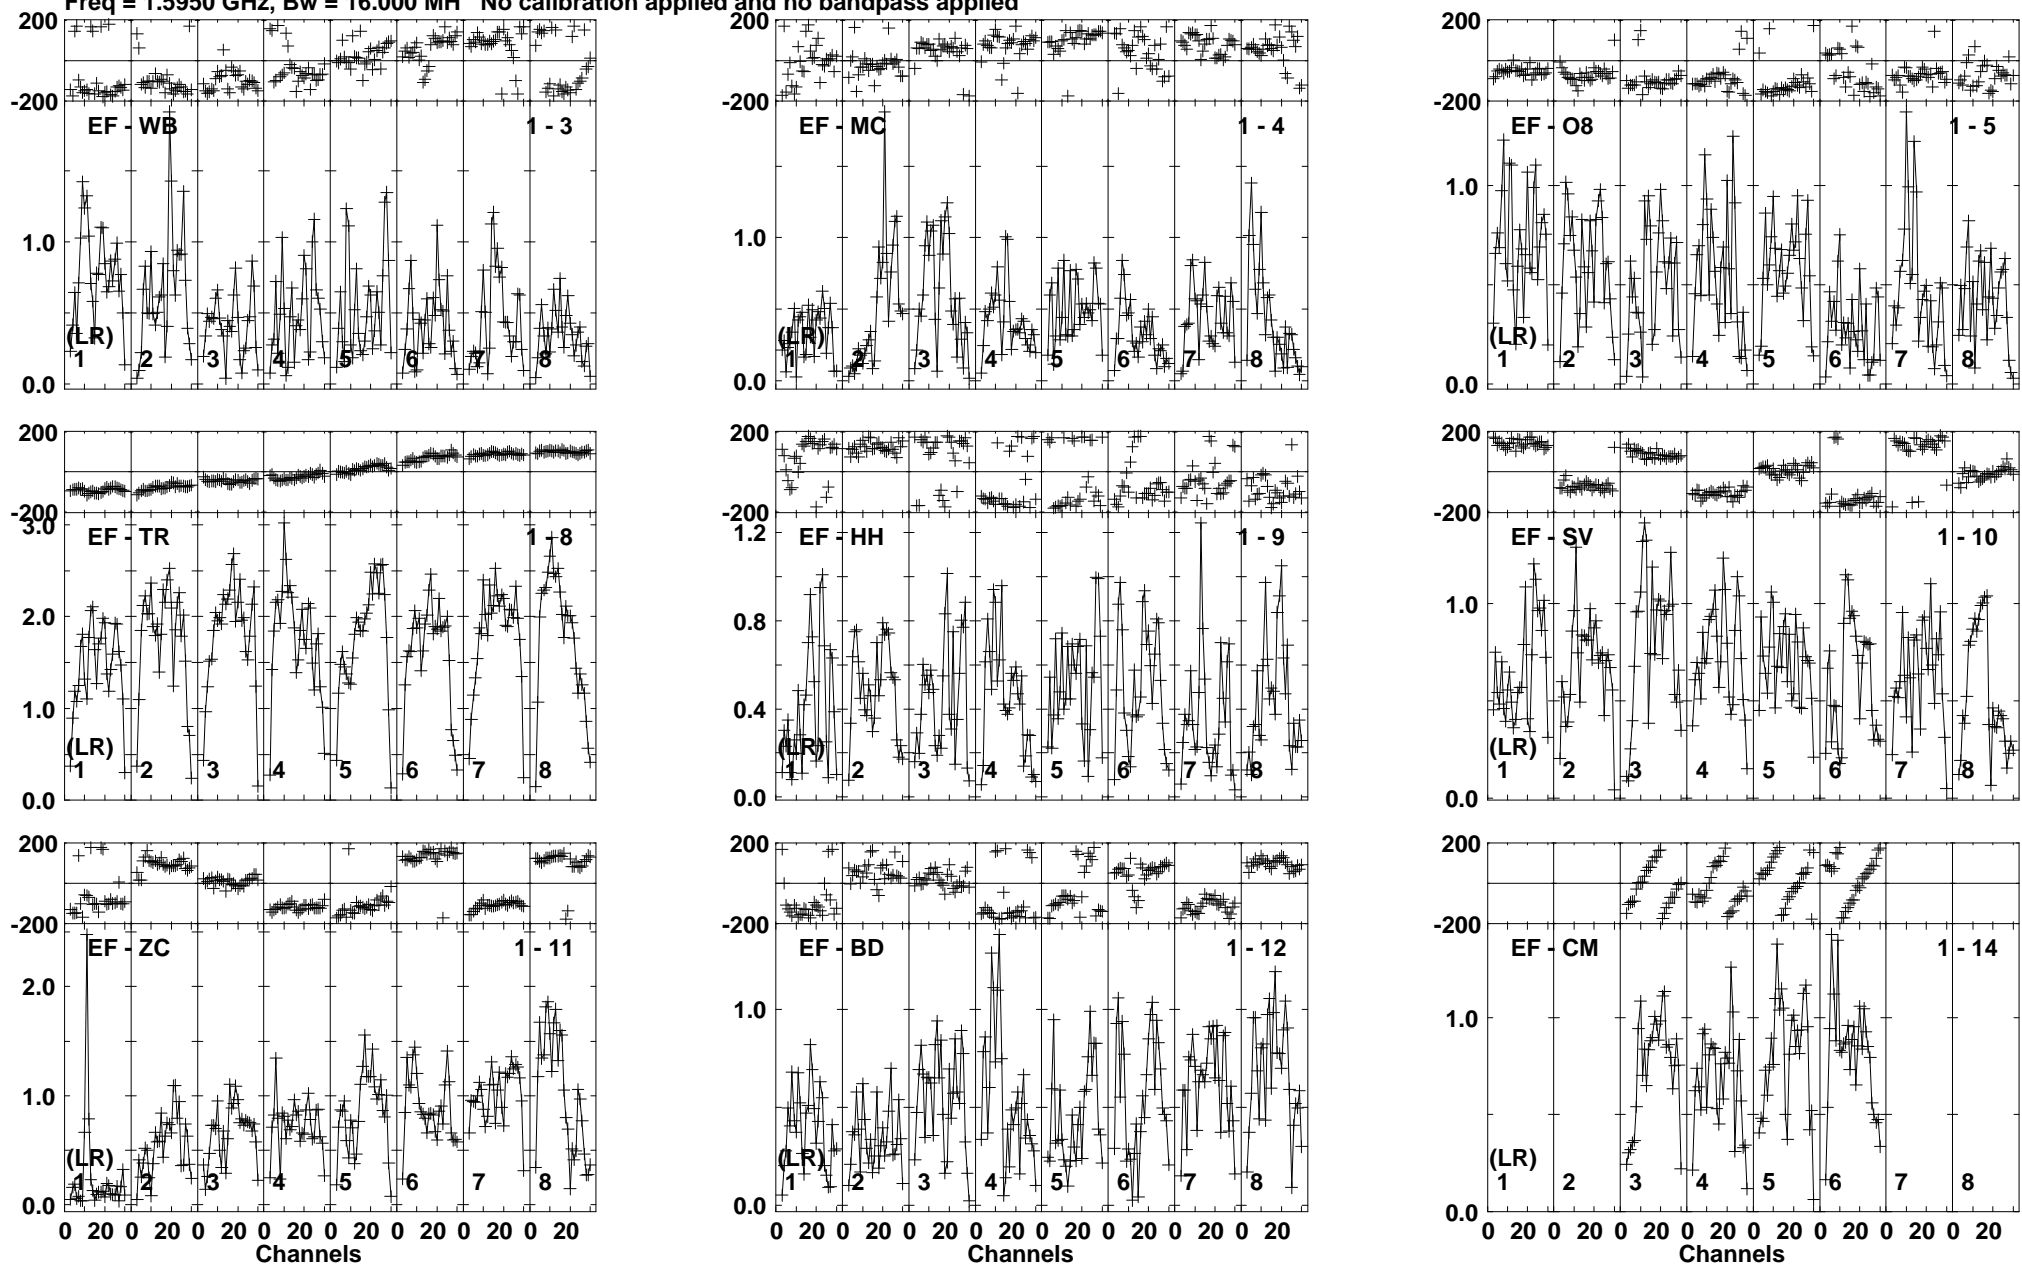 Freq = 1.5950 GHz, Bw = 16.000 MH No calibration applied and no bandpass applied
200
-200
EF - WB 1 - 3
1.0
(LR)
1 2 3 4 5 6 7 8
0.0
200
-200
EF - MC 1 - 4
1.0
(LR)
1 2 3 4 5 6 7 8
0.0
200
-200
EF - O8 1 - 5
1.0
(LR)
1 2 3 4 5 6 7 8
0.0
200
-200
3.0
EF - TR 1 - 8
2.0
1.0
(LR)
1 2 3 4 5 6 7 8
0.0
200
-200
1.2
EF - HH 1 - 9
0.8
0.4
(LR)
1 2 3 4 5 6 7 8
0.0
200
-200
EF - SV 1 - 10
1.0
(LR)
1 2 3 4 5 6 7 8
0.0
200
-200
EF - ZC 1 - 11
2.0
1.0
(LR)
1 2 3 4 5 6 7 8
0.0
0 20 0 20 0 20 0 20 0 20 0 20 0 20 0 20
Channels
200
-200
EF - BD 1 - 12
1.0
(LR)
1 2 3 4 5 6 7 8
0.0
0 20 0 20 0 20 0 20 0 20 0 20 0 20 0 20
Channels
200
-200
EF - CM 1 - 14
1.0
(LR)
1 2 3 4 5 6 7 8
0.0
0 20 0 20 0 20 0 20 0 20 0 20 0 20 0 20
Channels